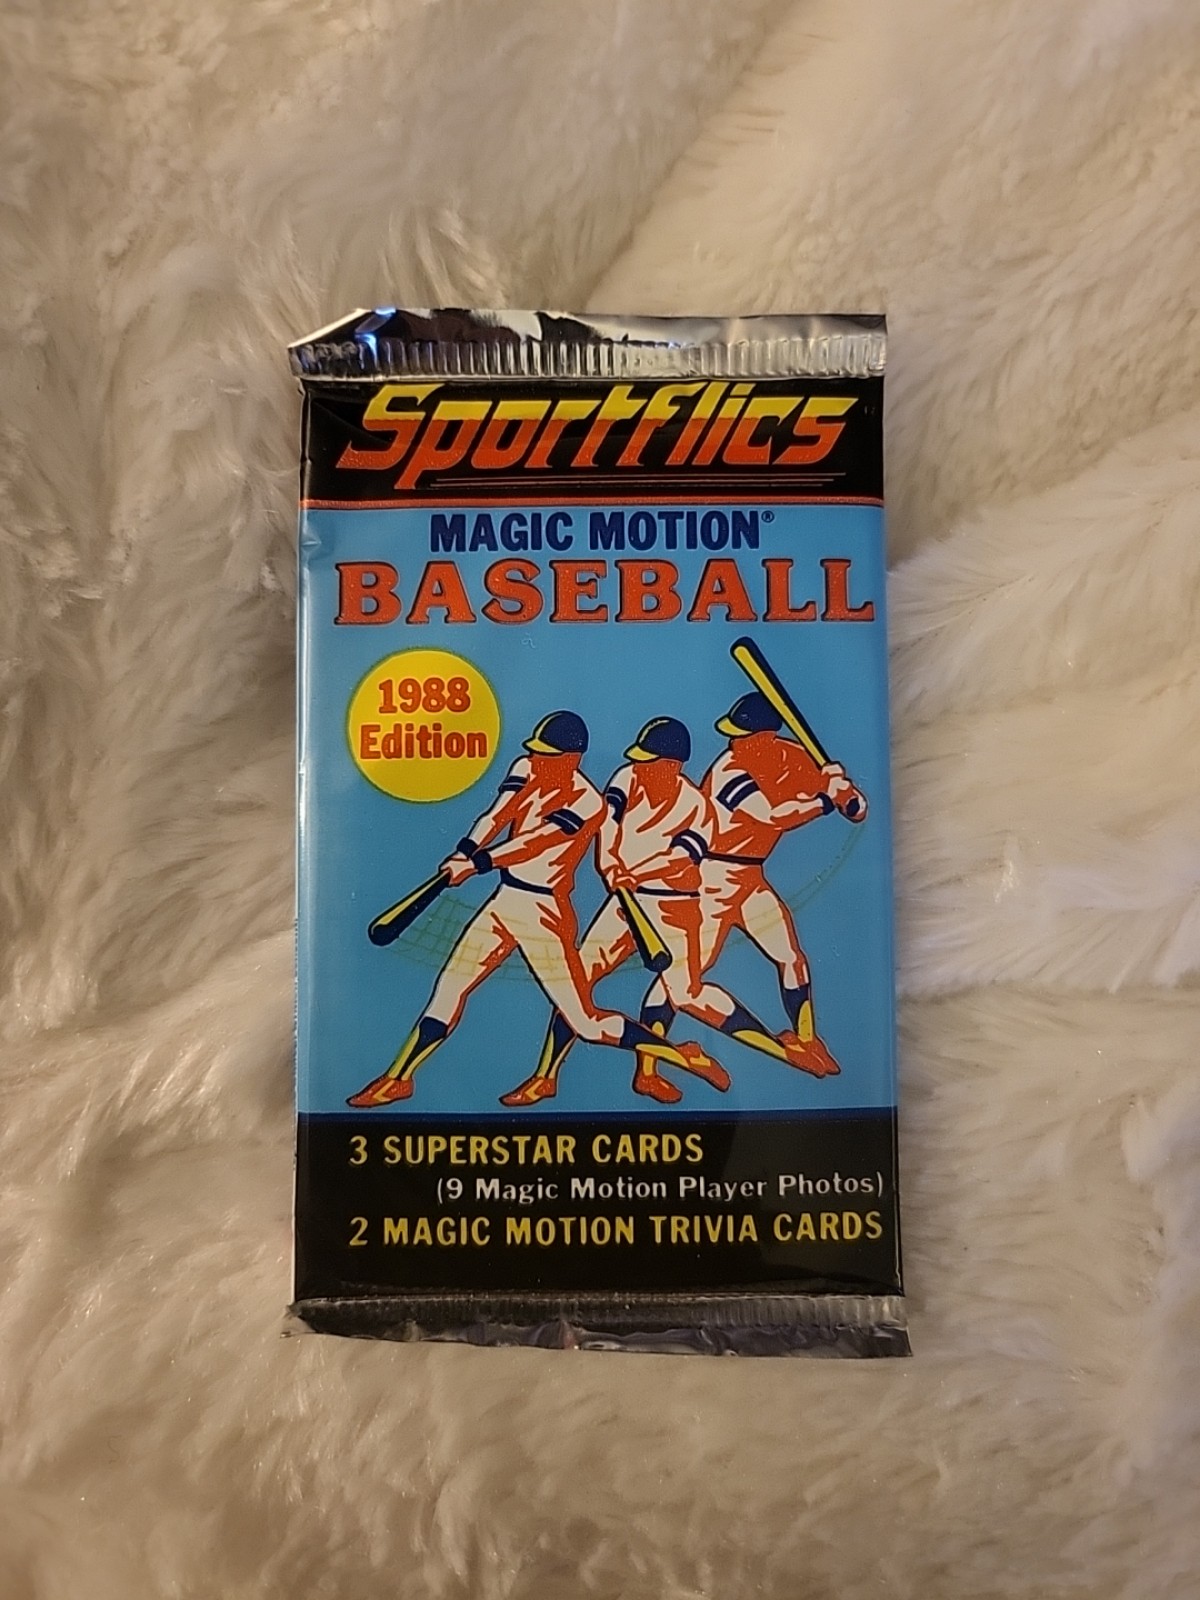 Sportflics
MAGIC MOTION®
BASEBALL
1988
Edition
3 SUPERSTAR CARDS
(9 Magic Motion Player Photos)
2 MAGIC MOTION TRIVIA CARDS